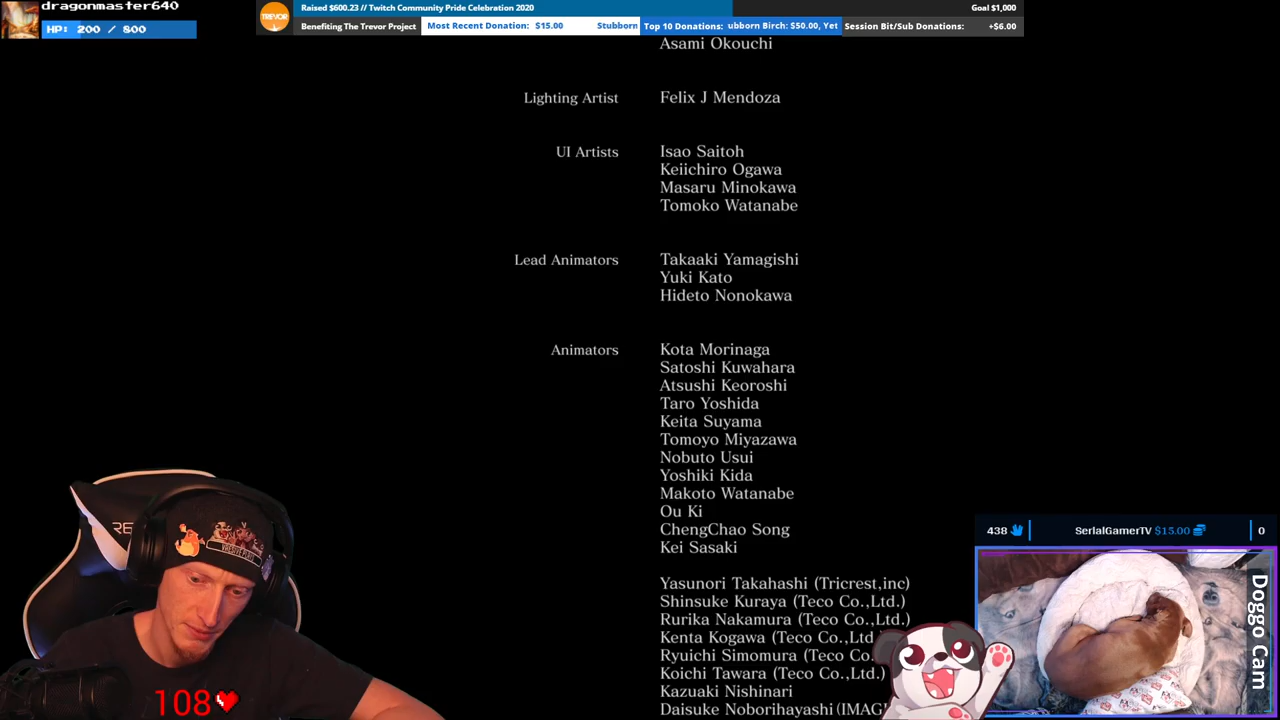 dragonmaster640
HP: 200 / 800
TREVOR
Raised $600.23 // Twitch Community Pride Celebration 2020
Goal $1,000
Benefiting The Trevor Project
Most Recent Donation: $15.00 Stubborn
Top 10 Donations: ubborn Birch: $50.00, Yet
Session Bit/Sub Donations: +$6.00
Asami Okouchi
Lighting Artist Felix J Mendoza
UI Artists Isao Saitoh
Keiichiro Ogawa
Masaru Minokawa
Tomoko Watanabe
Lead Animators Takaaki Yamagishi
Yuki Kato
Hideto Nonokawa
Animators Kota Morinaga
Satoshi Kuwahara
Atsushi Keoroshi
Taro Yoshida
Keita Suyama
Tomoyo Miyazawa
Nobuto Usui
Yoshiki Kida
Makoto Watanabe
Ou Ki
ChengChao Song
Kei Sasaki
Yasunori Takahashi (Tricrest,inc)
Shinsuke Kuraya (Teco Co.,Ltd.)
Rurika Nakamura (Teco Co.,Ltd.)
Kenta Kogawa (Teco Co.,Ltd
Ryuichi Simomura (Teco Co.
Koichi Tawara (Teco Co.,Ltd.)
Kazuaki Nishinari
Daisuke Noborihayashi(IMAG
438
SerlalGamerTV $15.00
0
Doggo Cam
108